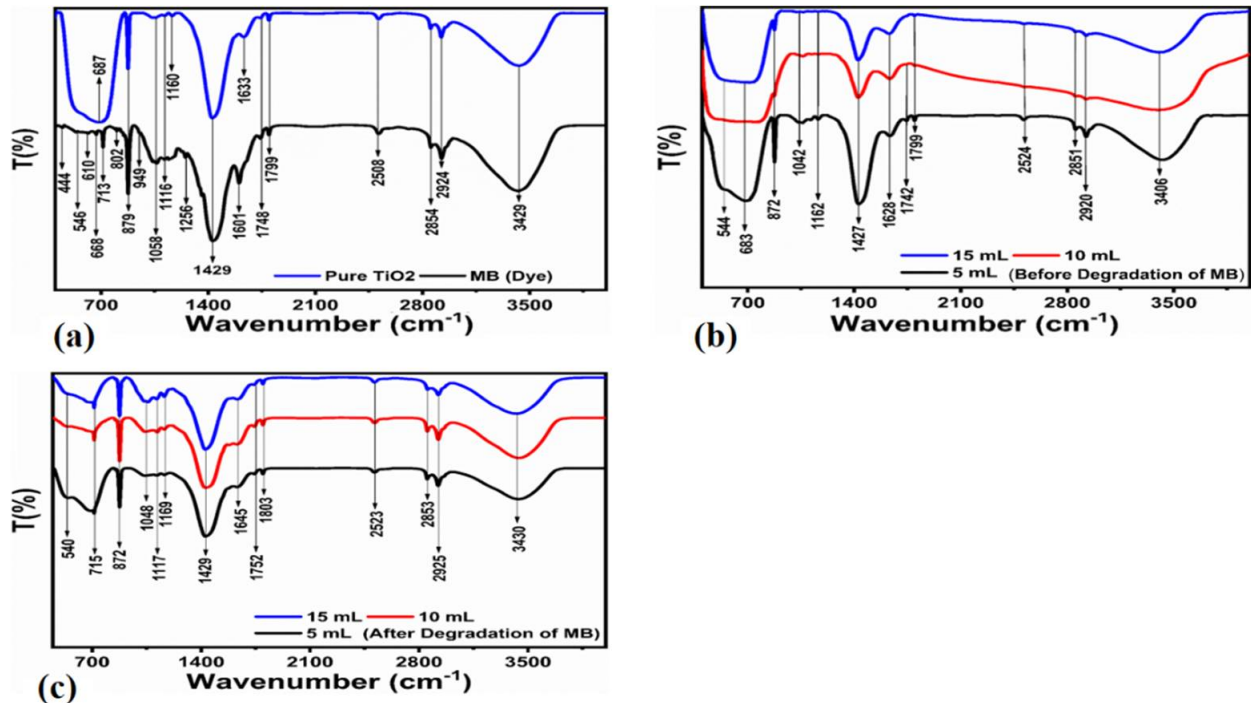 T(%)
687
1160
1633
444
546
610
668
713
802
879
949
1058
1116
1256
1429
1601
1748
1799
2508
2854
2924
3429
Pure TiO2 MB (Dye)
700 1400 2100 2800 3500
Wavenumber (cm-1)
(a)
T(%)
544
683
872
1042
1162
1427
1628
1742
1799
2524
2851
2920
3406
15 mL 10 mL
5 mL (Before Degradation of MB)
700 1400 2100 2800 3500
Wavenumber (cm-1)
(b)
T(%)
540
715
872
1048
1117
1169
1429
1645
1752
1803
2523
2853
2925
3430
15 mL 10 mL
5 mL (After Degradation of MB)
700 1400 2100 2800 3500
Wavenumber (cm-1)
(c)